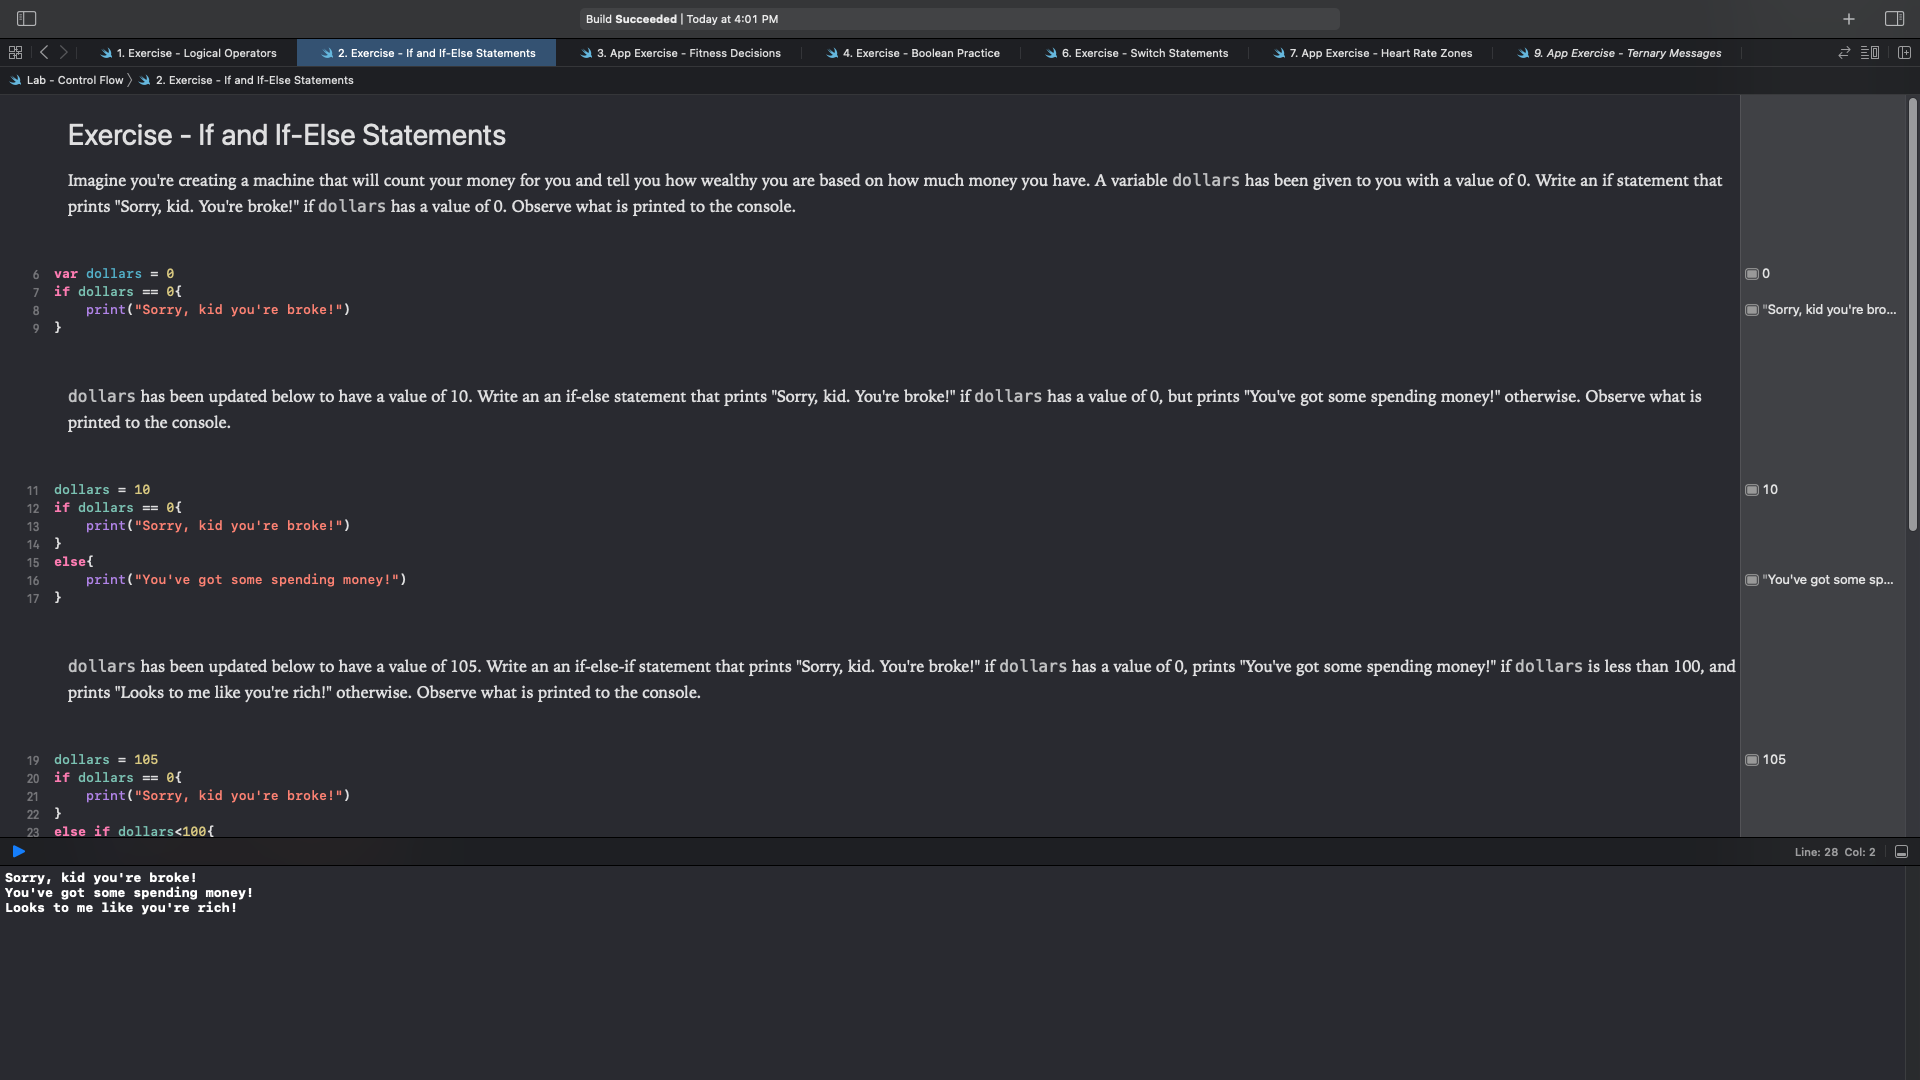 Build Succeeded | Today at 4:01 PM
1. Exercise - Logical Operators
2. Exercise - If and If-Else Statements
3. App Exercise - Fitness Decisions
4. Exercise - Boolean Practice
6. Exercise - Switch Statements
7. App Exercise - Heart Rate Zones
9. App Exercise - Ternary Messages
Lab - Control Flow 〉 2. Exercise - If and If-Else Statements
Exercise - If and If-Else Statements
Imagine you're creating a machine that will count your money for you and tell you how wealthy you are based on how much money you have. A variable dollars has been given to you with a value of 0. Write an if statement that
prints "Sorry, kid. You're broke!" if dollars has a value of 0. Observe what is printed to the console.
6 var dollars = 0
0
7 if dollars == 0{
8     print("Sorry, kid you're broke!")
"Sorry, kid you're bro...
9 }
dollars has been updated below to have a value of 10. Write an an if-else statement that prints "Sorry, kid. You're broke!" if dollars has a value of 0, but prints "You've got some spending money!" otherwise. Observe what is
printed to the console.
11 dollars = 10
10
12 if dollars == 0{
13     print("Sorry, kid you're broke!")
14 }
15 else{
16     print("You've got some spending money!")
"You've got some sp...
17 }
dollars has been updated below to have a value of 105. Write an an if-else-if statement that prints "Sorry, kid. You're broke!" if dollars has a value of 0, prints "You've got some spending money!" if dollars is less than 100, and
prints "Looks to me like you're rich!" otherwise. Observe what is printed to the console.
19 dollars = 105
105
20 if dollars == 0{
21     print("Sorry, kid you're broke!")
22 }
23 else if dollars<100{
Line: 28 Col: 2
Sorry, kid you're broke!
You've got some spending money!
Looks to me like you're rich!